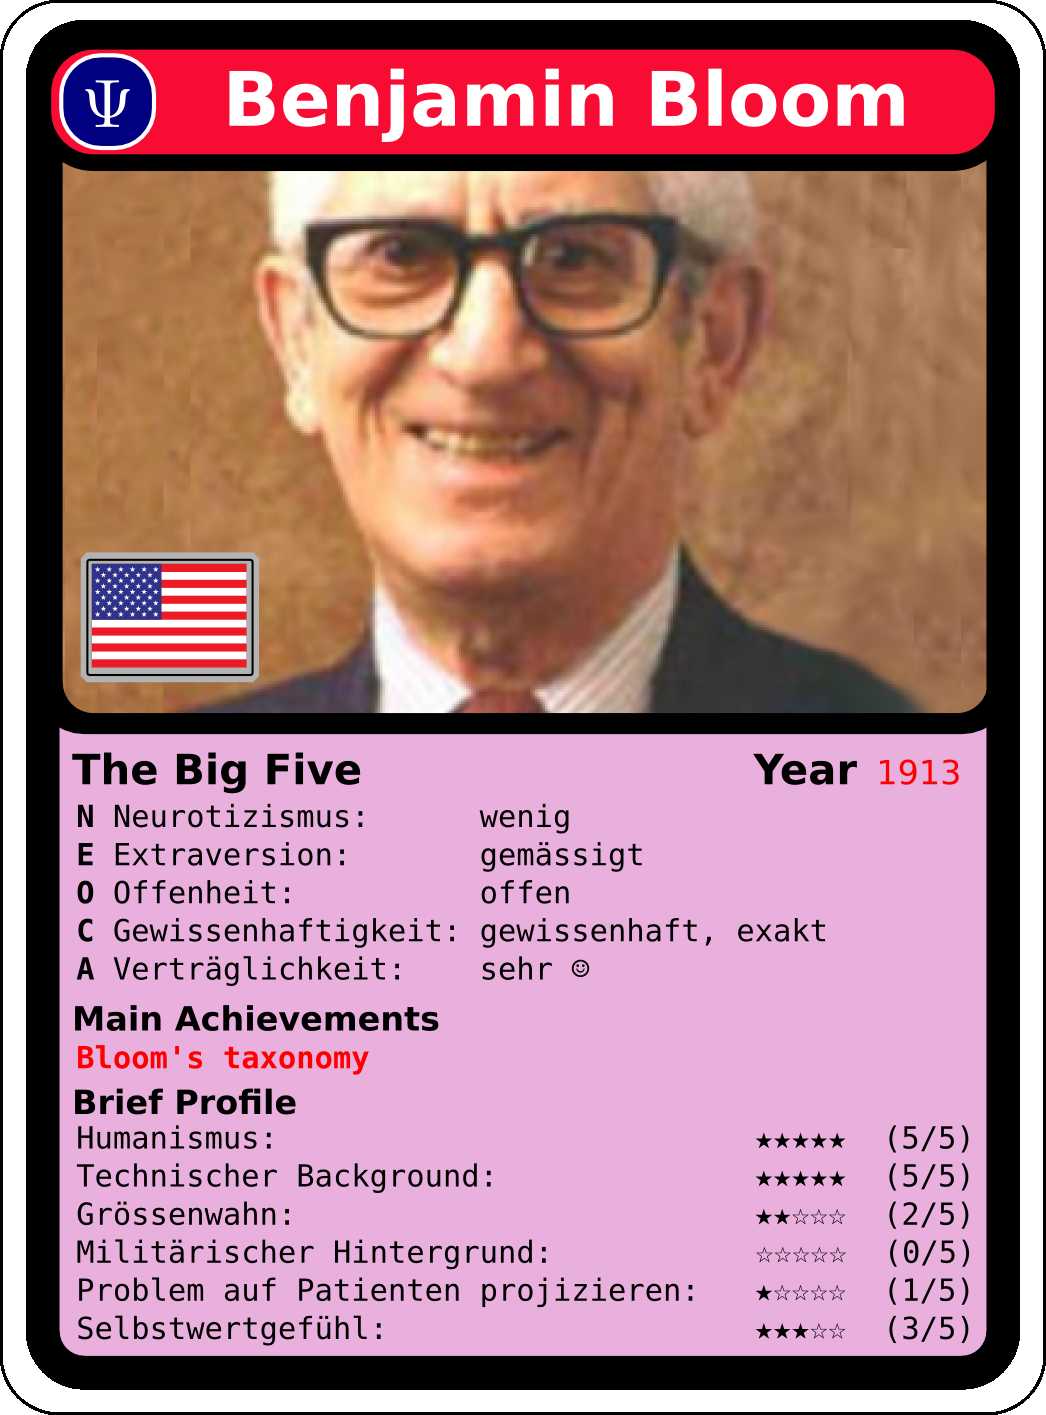 Ψ Benjamin Bloom
The Big Five Year 1913
N Neurotizismus: wenig
E Extraversion: gemässigt
O Offenheit: offen
C Gewissenhaftigkeit: gewissenhaft, exakt
A Verträglichkeit: sehr ☺
Main Achievements
Bloom's taxonomy
Brief Profile
Humanismus: ★★★★★ (5/5)
Technischer Background: ★★★★★ (5/5)
Grössenwahn: ★★☆☆☆ (2/5)
Militärischer Hintergrund: ☆☆☆☆☆ (0/5)
Problem auf Patienten projizieren: ★☆☆☆☆ (1/5)
Selbstwertgefühl: ★★★☆☆ (3/5)